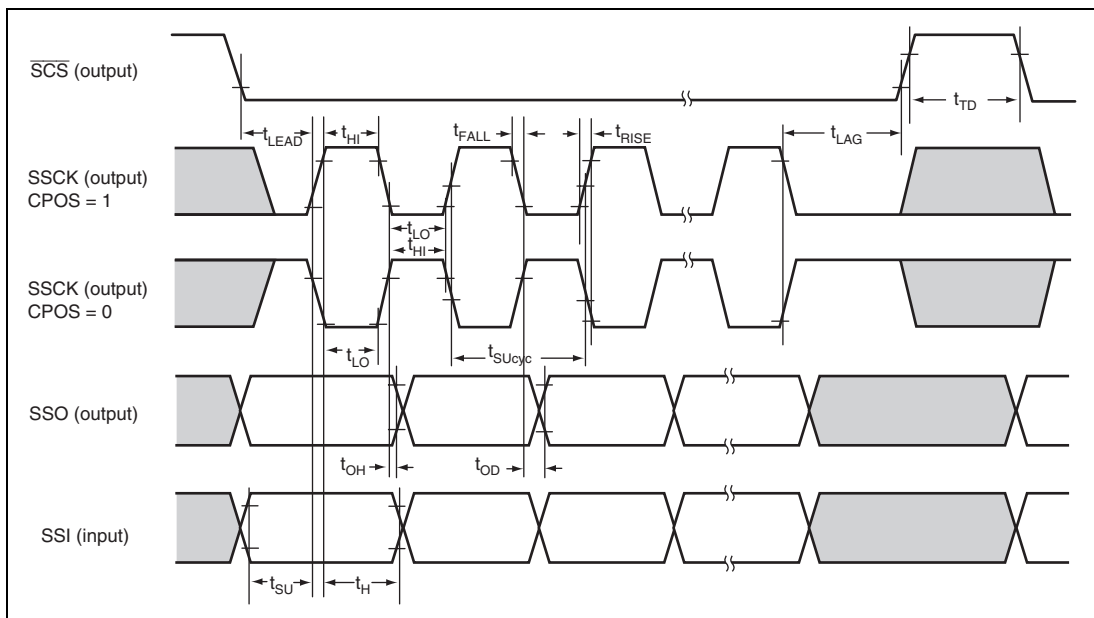 SCS (output)
tTD
tLEAD
tHI
tFALL
tRISE
tLAG
SSCK (output)
CPOS = 1
tLO
tHI
SSCK (output)
CPOS = 0
tLO
tSUcyc
SSO (output)
tOH
tOD
SSI (input)
tSU
tH